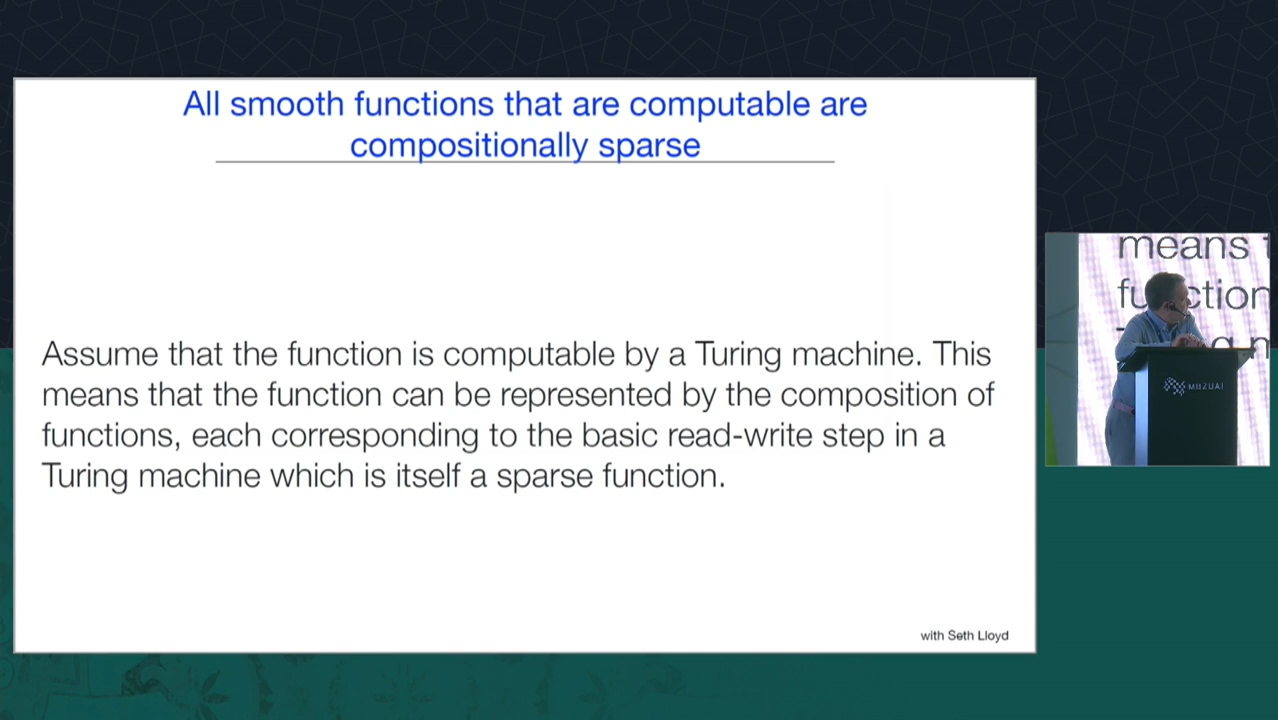 All smooth functions that are computable are
compositionally sparse
Assume that the function is computable by a Turing machine. This
means that the function can be represented by the composition of
functions, each corresponding to the basic read-write step in a
Turing machine which is itself a sparse function.
with Seth Lloyd
means
function
MBZUAI